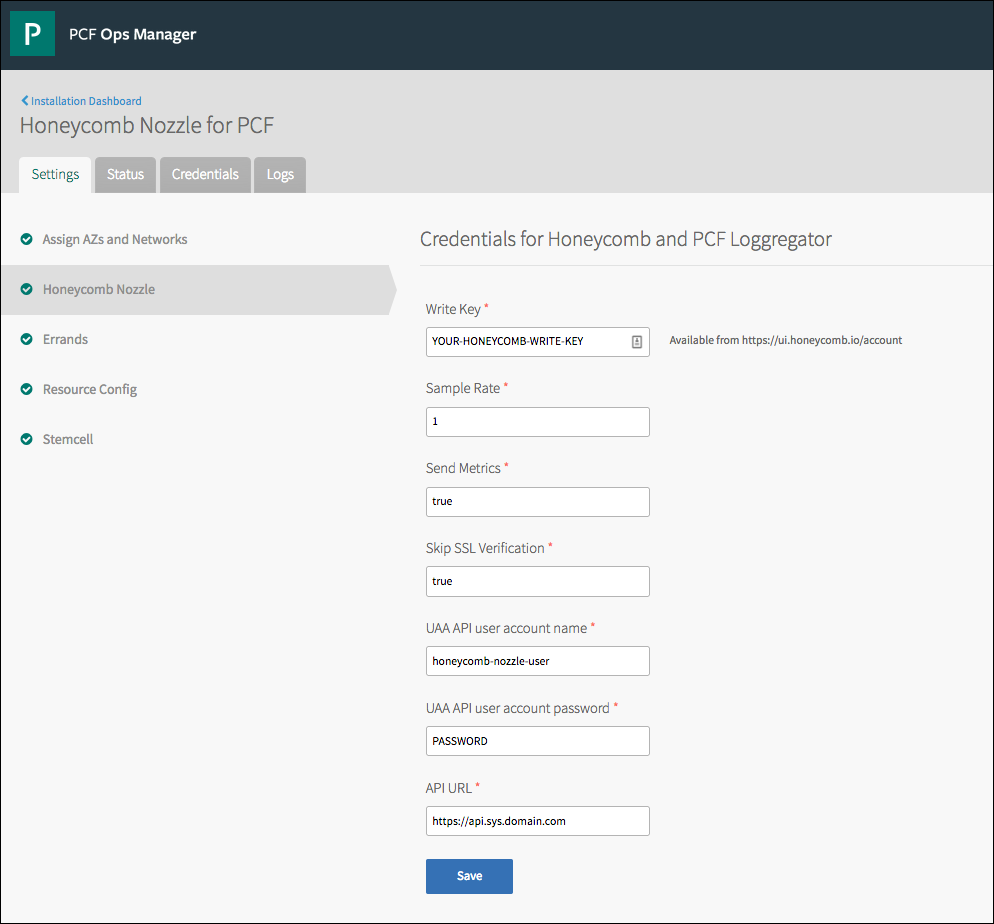 P
PCF Ops Manager
Installation Dashboard
Honeycomb Nozzle for PCF
Settings
Status
Credentials
Logs
Assign AZs and Networks
Honeycomb Nozzle
Errands
Resource Config
Stemcell
Credentials for Honeycomb and PCF Loggregator
Write Key *
YOUR-HONEYCOMB-WRITE-KEY
Available from https://ui.honeycomb.io/account
Sample Rate *
1
Send Metrics *
true
Skip SSL Verification *
true
UAA API user account name *
honeycomb-nozzle-user
UAA API user account password *
PASSWORD
API URL *
https://api.sys.domain.com
Save